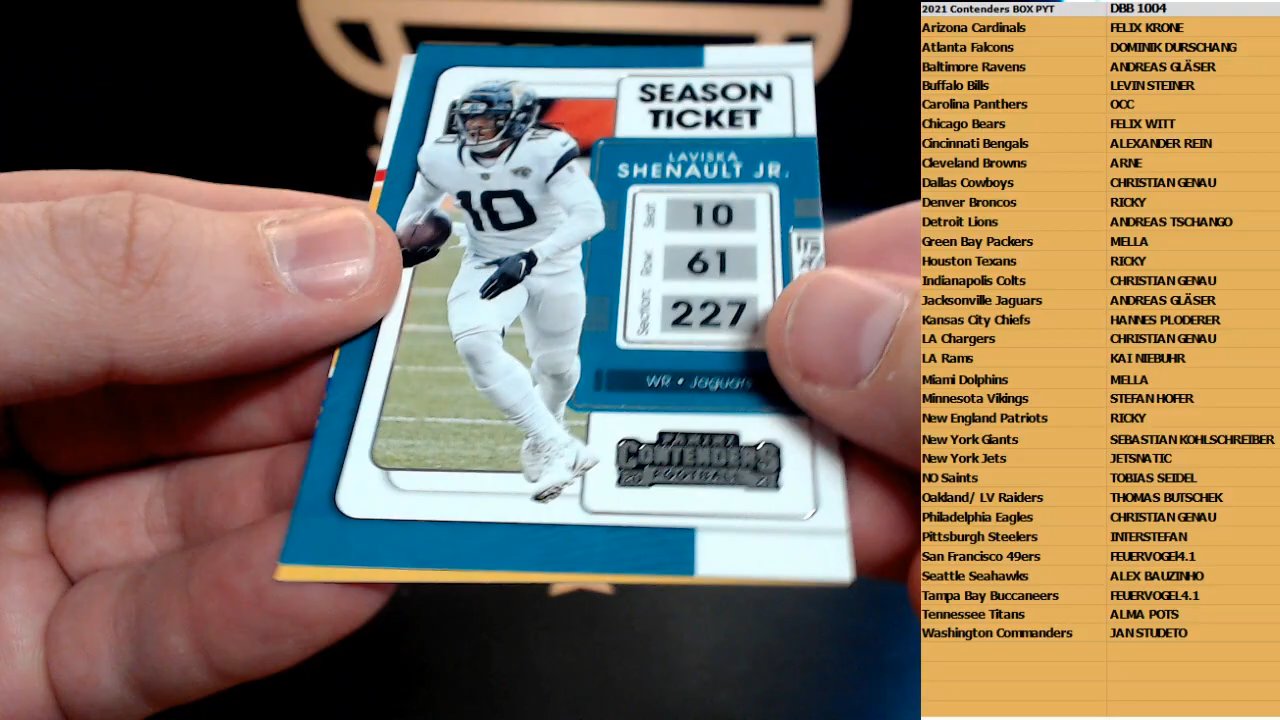 SEASON
TICKET
LAVISKA
SHENAULT JR.
Seat 10
Row 61
Section 227
WR • Jaguars
PANINI
CONTENDERS
20 FOOTBALL 21
10
2021 Contenders BOX PYT DBB 1004
Arizona Cardinals FELIX KRONE
Atlanta Falcons DOMINIK DURSCHANG
Baltimore Ravens ANDREAS GLÄSER
Buffalo Bills LEVIN STEINER
Carolina Panthers OCC
Chicago Bears FELIX WITT
Cincinnati Bengals ALEXANDER REIN
Cleveland Browns ARNE
Dallas Cowboys CHRISTIAN GENAU
Denver Broncos RICKY
Detroit Lions ANDREAS TSCHANGO
Green Bay Packers MELLA
Houston Texans RICKY
Indianapolis Colts CHRISTIAN GENAU
Jacksonville Jaguars ANDREAS GLÄSER
Kansas City Chiefs HANNES PLODERER
LA Chargers CHRISTIAN GENAU
LA Rams KAI NIEBUHR
Miami Dolphins MELLA
Minnesota Vikings STEFAN HOFER
New England Patriots RICKY
New York Giants SEBASTIAN KOHLSCHREIBER
New York Jets JETSNATIC
NO Saints TOBIAS SEIDEL
Oakland/ LV Raiders THOMAS BUTSCHEK
Philadelphia Eagles CHRISTIAN GENAU
Pittsburgh Steelers INTERSTEFAN
San Francisco 49ers FEUERVOGEl4.1
Seattle Seahawks ALEX BAUZINHO
Tampa Bay Buccaneers FEUERVOGEL4.1
Tennessee Titans ALMA POTS
Washington Commanders JAN STUDETO